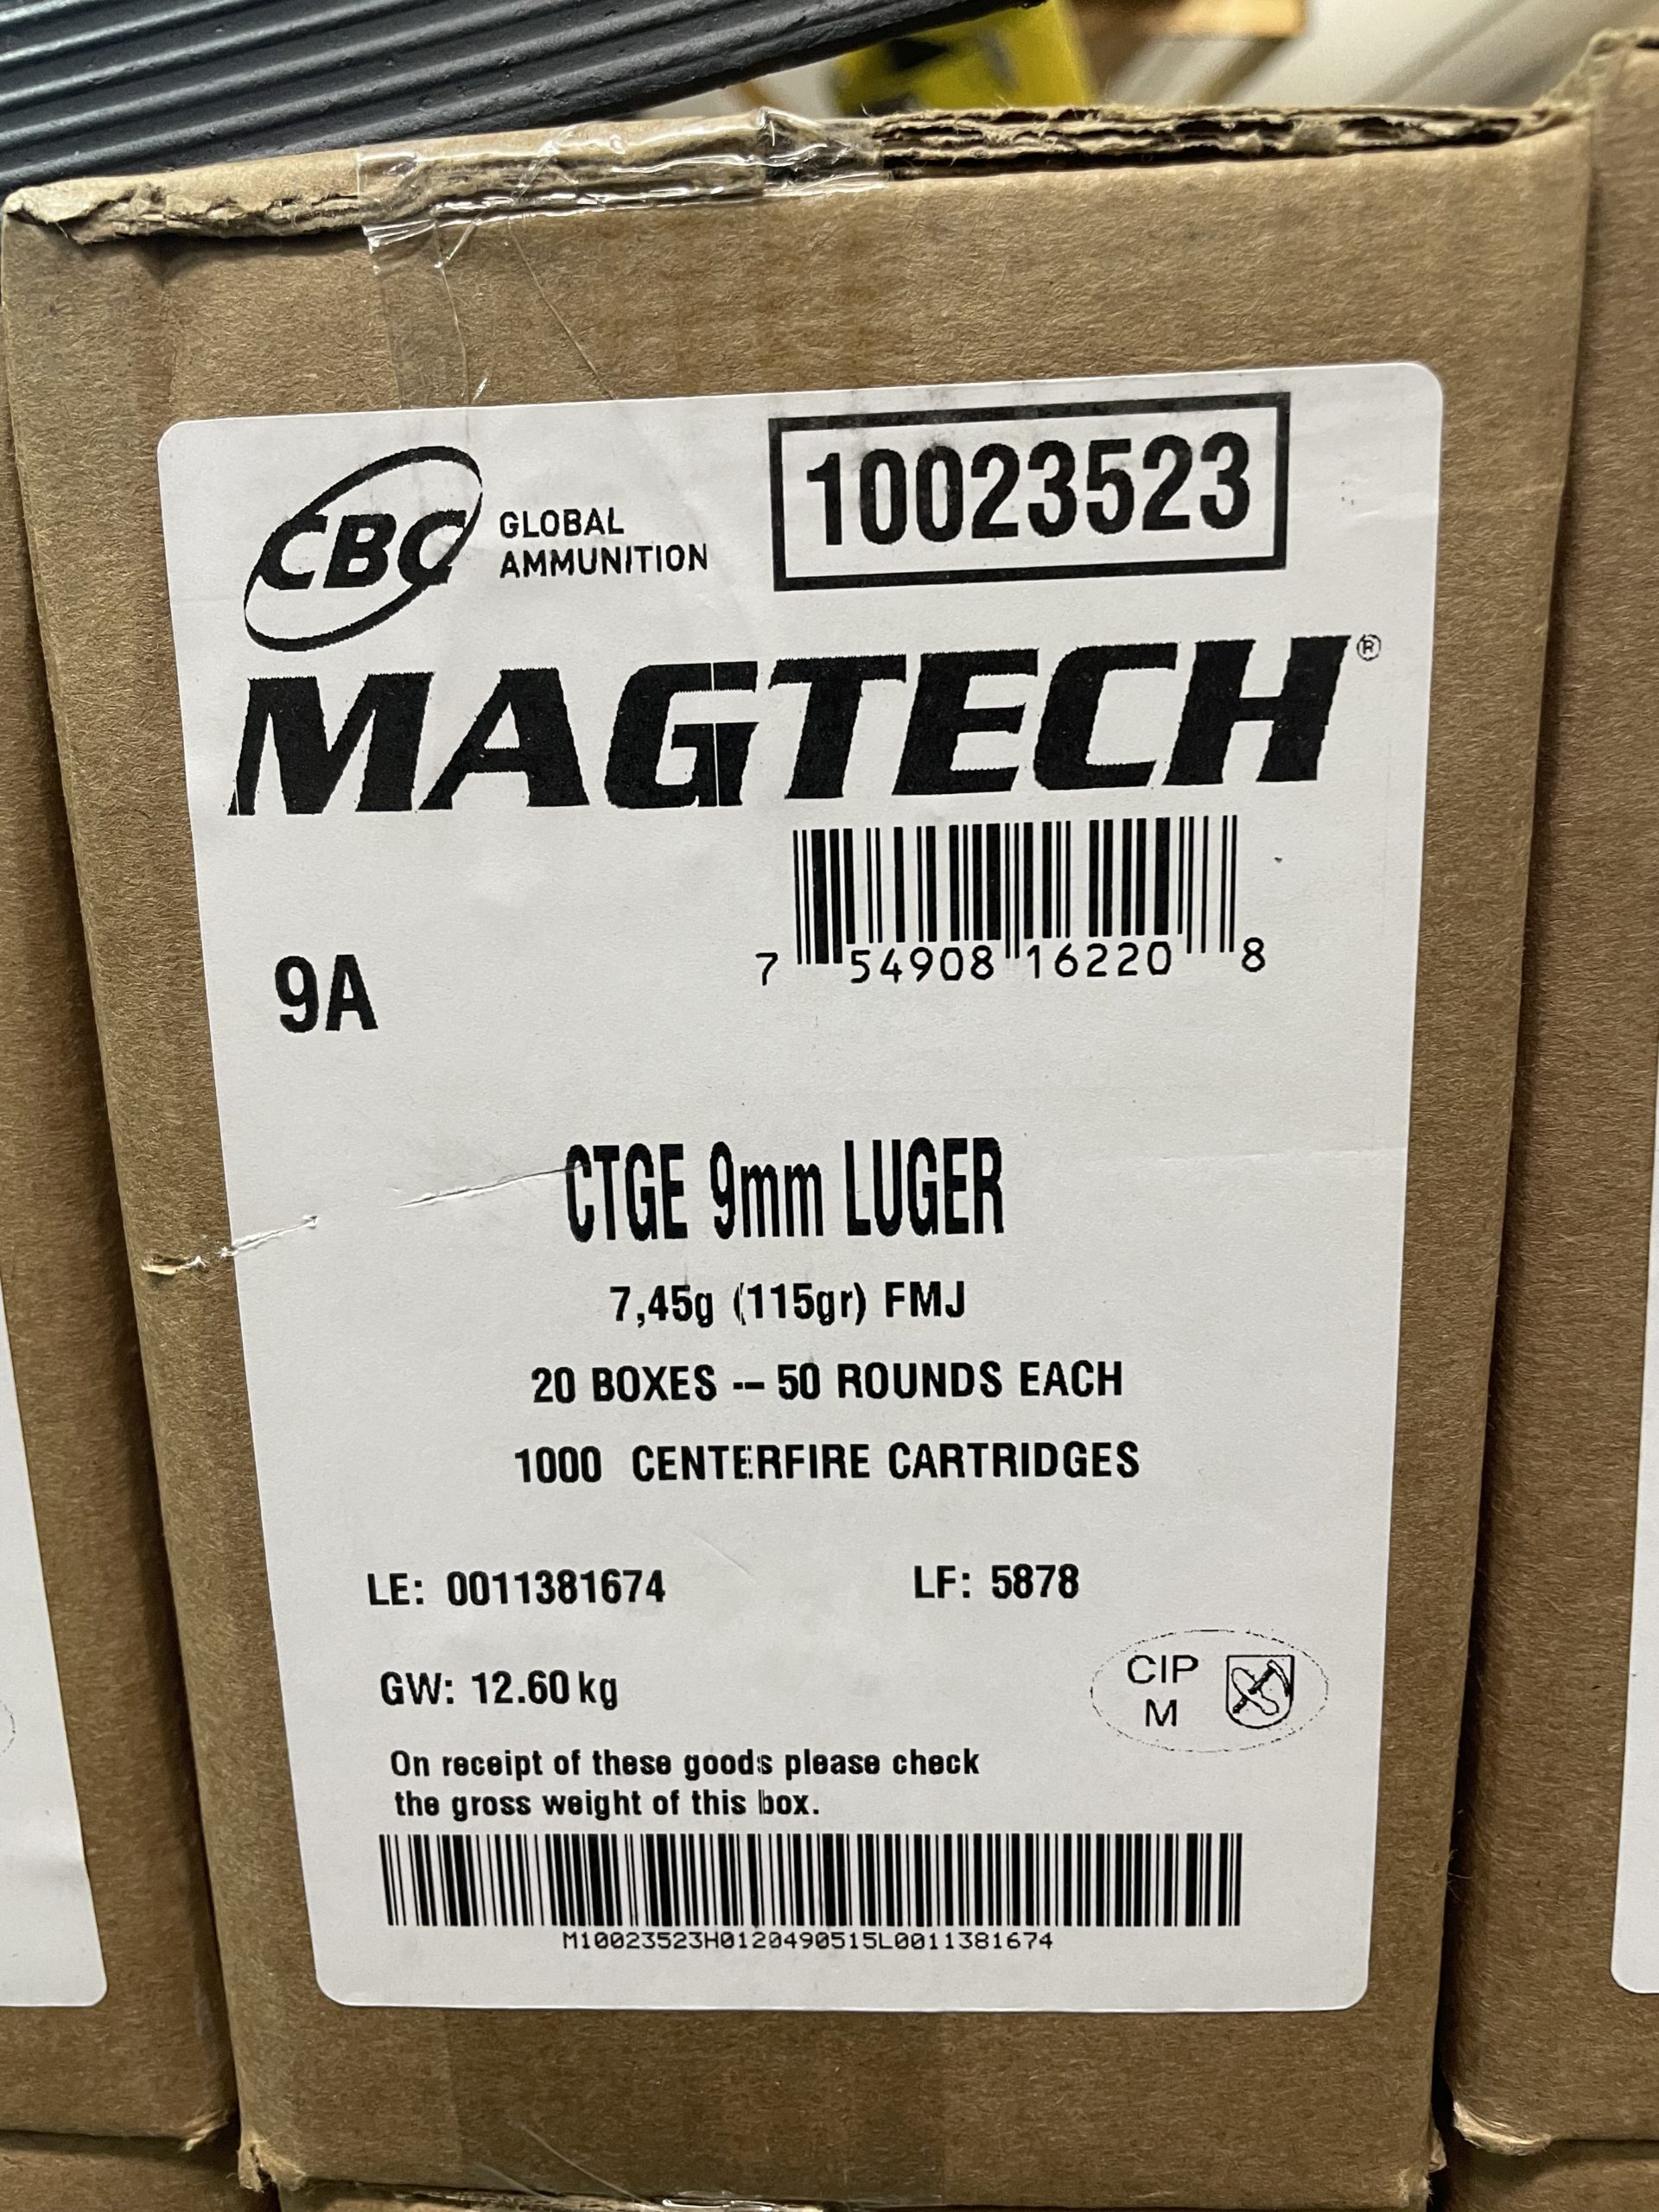 CBC
GLOBAL
AMMUNITION
10023523
MAGTECH®
7 54908 16220 8
9A
CTGE 9mm LUGER
7,45g (115gr) FMJ
20 BOXES -- 50 ROUNDS EACH
1000 CENTERFIRE CARTRIDGES
LE: 0011381674
LF: 5878
GW: 12.60 kg
CIP
M
On receipt of these goods please check
the gross weight of this box.
M10023523H0120490515L0011381674